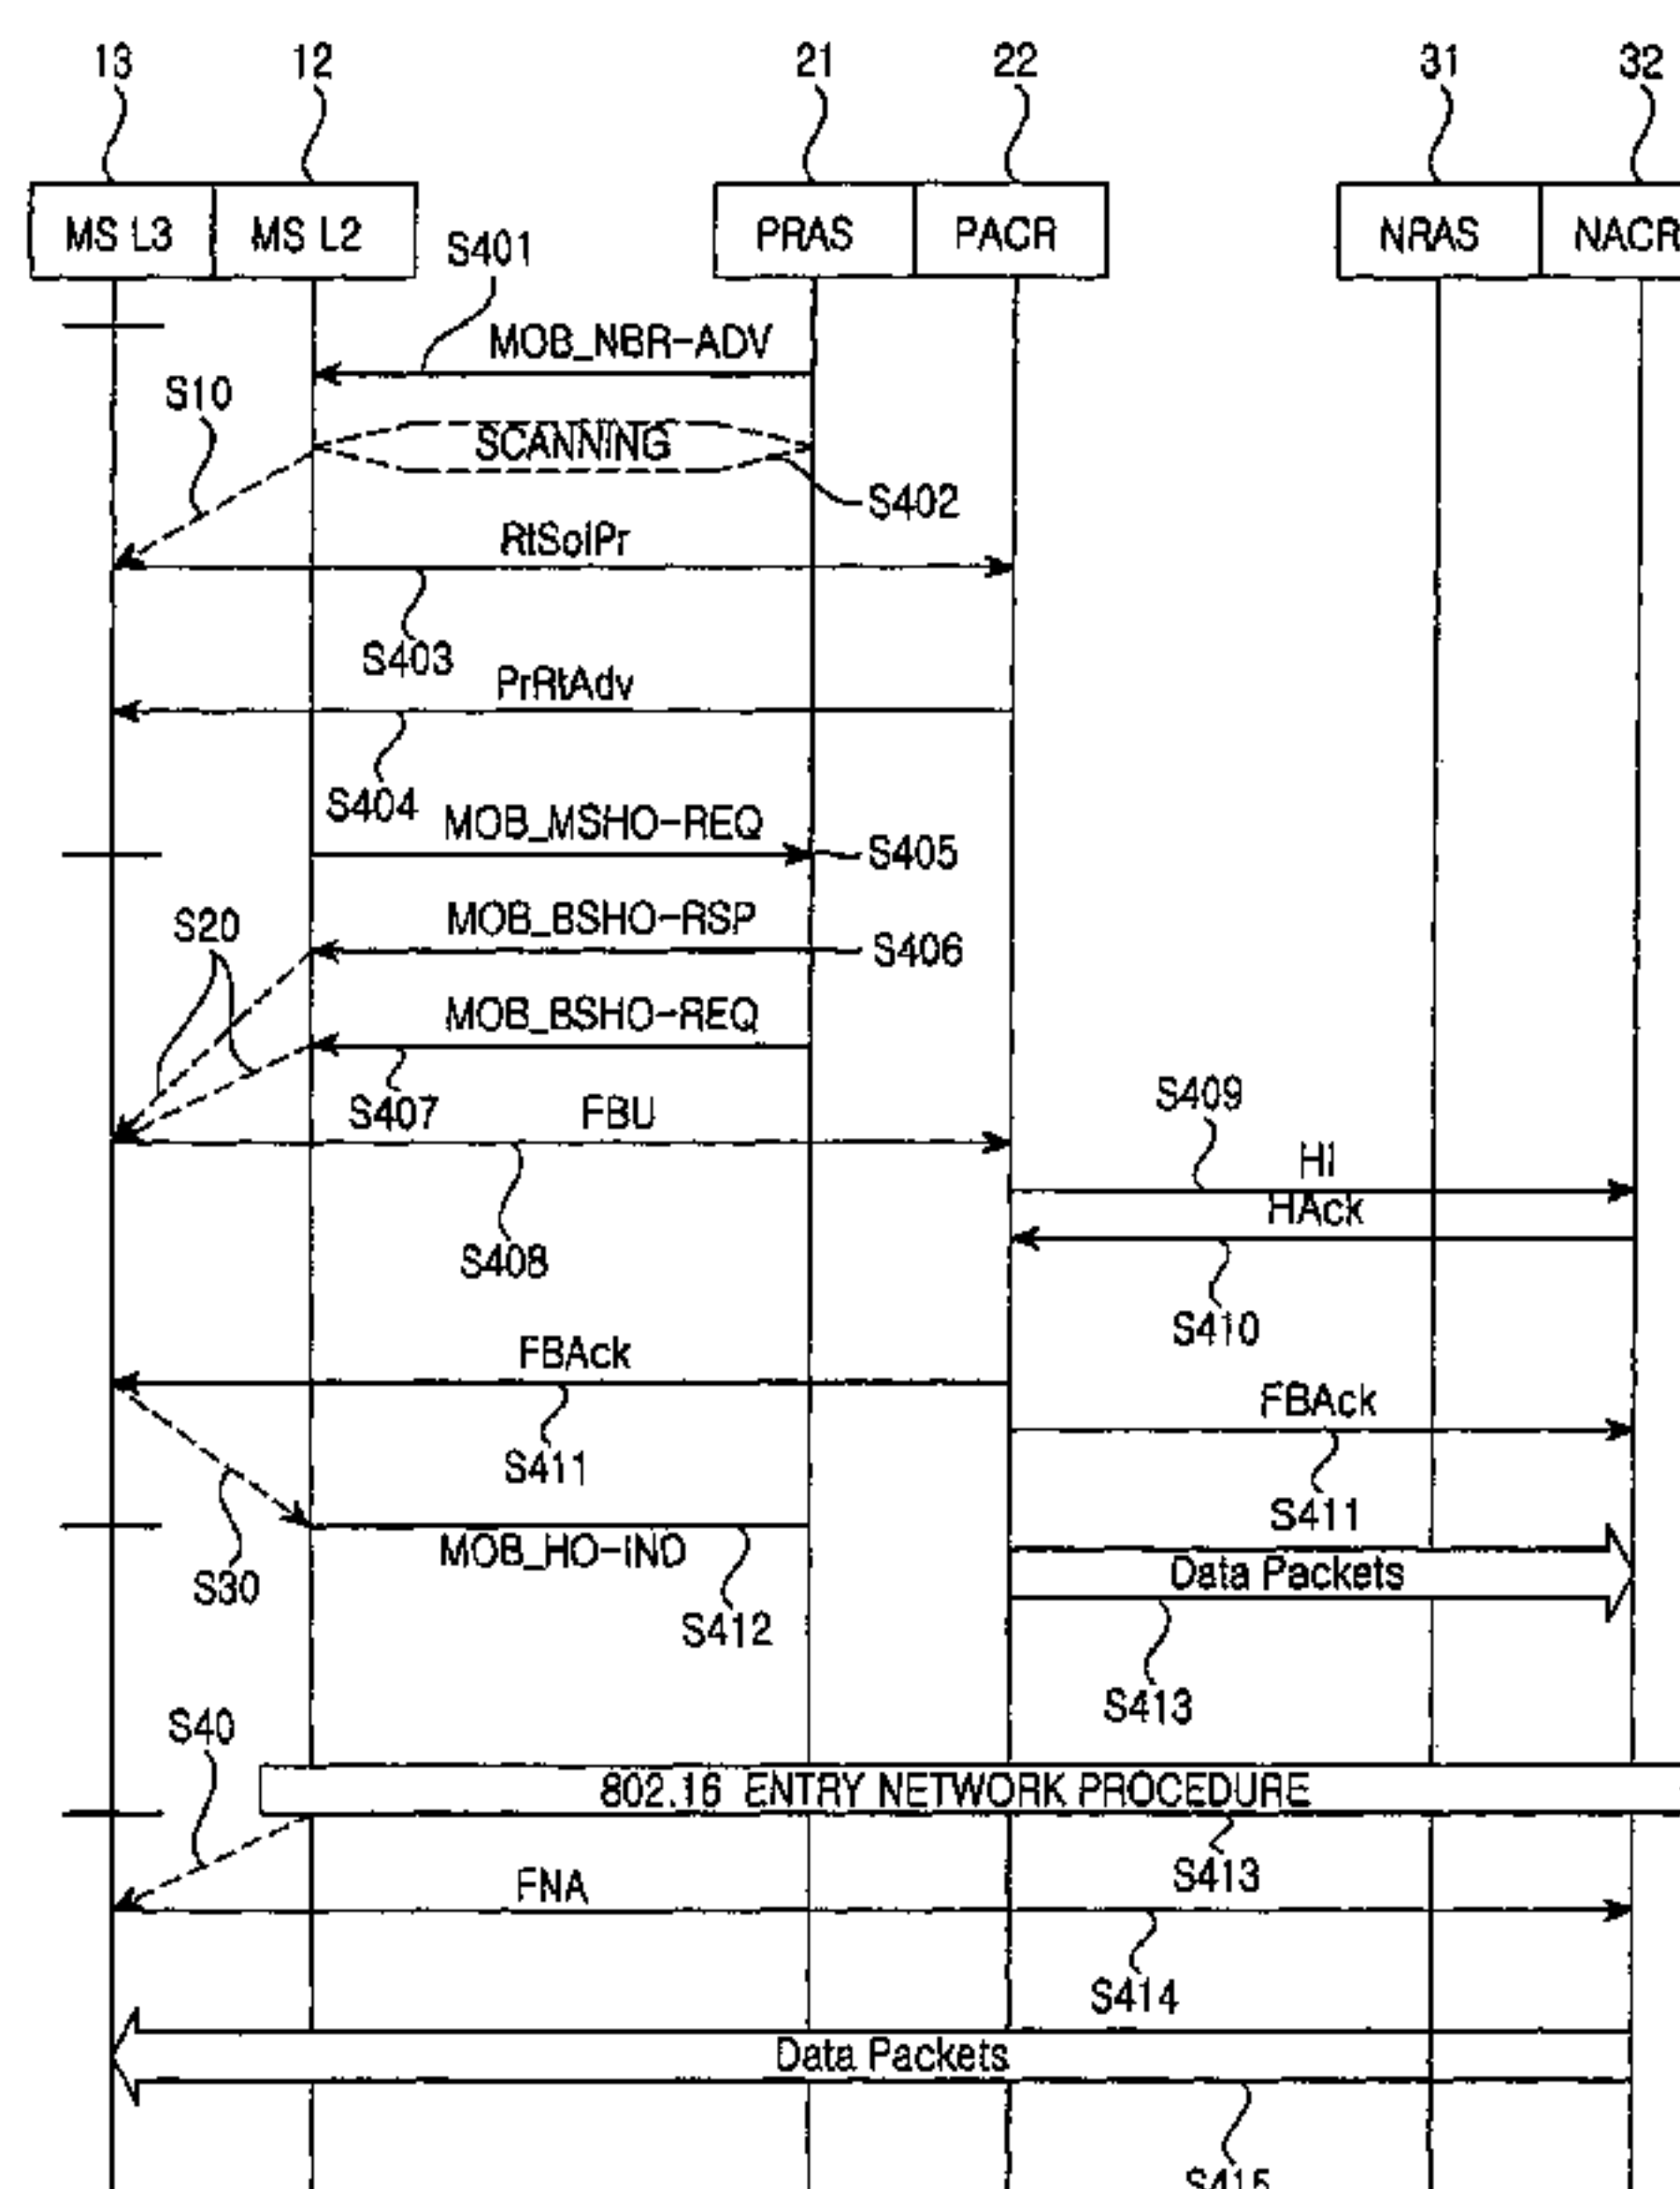 13
12
21
22
31
32
MS L3
MS L2
PRAS
PACR
NRAS
NACR
S401
MOB_NBR-ADV
S10
SCANNING
S402
RtSolPr
S403
PrRtAdv
S404
MOB_MSHO-REQ
S405
S20
MOB_BSHO-RSP
S406
MOB_BSHO-REQ
S407
FBU
S409
HI
HAck
S408
S410
FBAck
FBAck
S411
S411
MOB_HO-IND
Data Packets
S30
S412
S413
S40
802.16 ENTRY NETWORK PROCEDURE
S413
FNA
S414
Data Packets
S415